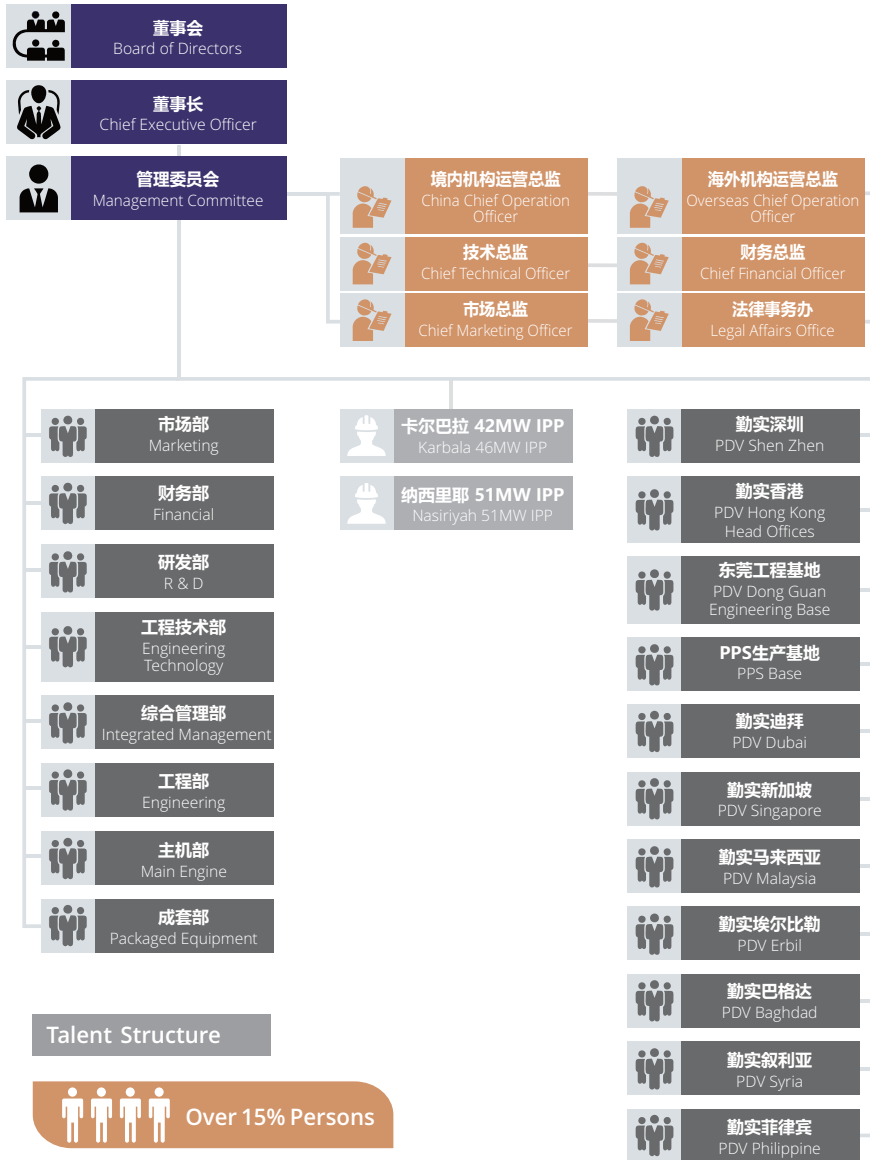 董事会
Board of Directors
董事长
Chief Executive Officer
管理委员会
Management Committee
境内机构运营总监
China Chief Operation
Officer
海外机构运营总监
Overseas Chief Operation
Officer
技术总监
Chief Technical Officer
财务总监
Chief Financial Officer
市场总监
Chief Marketing Officer
法律事务办
Legal Affairs Office
市场部
Marketing
财务部
Financial
研发部
R & D
工程技术部
Engineering
Technology
综合管理部
Integrated Management
工程部
Engineering
主机部
Main Engine
成套部
Packaged Equipment
卡尔巴拉 42MW IPP
Karbala 46MW IPP
纳西里耶 51MW IPP
Nasiriyah 51MW IPP
勤实深圳
PDV Shen Zhen
勤实香港
PDV Hong Kong
Head Offices
东莞工程基地
PDV Dong Guan
Engineering Base
PPS生产基地
PPS Base
勤实迪拜
PDV Dubai
勤实新加坡
PDV Singapore
勤实马来西亚
PDV Malaysia
勤实埃尔比勒
PDV Erbil
勤实巴格达
PDV Baghdad
勤实叙利亚
PDV Syria
勤实菲律宾
PDV Philippine
Talent Structure
Over 15% Persons